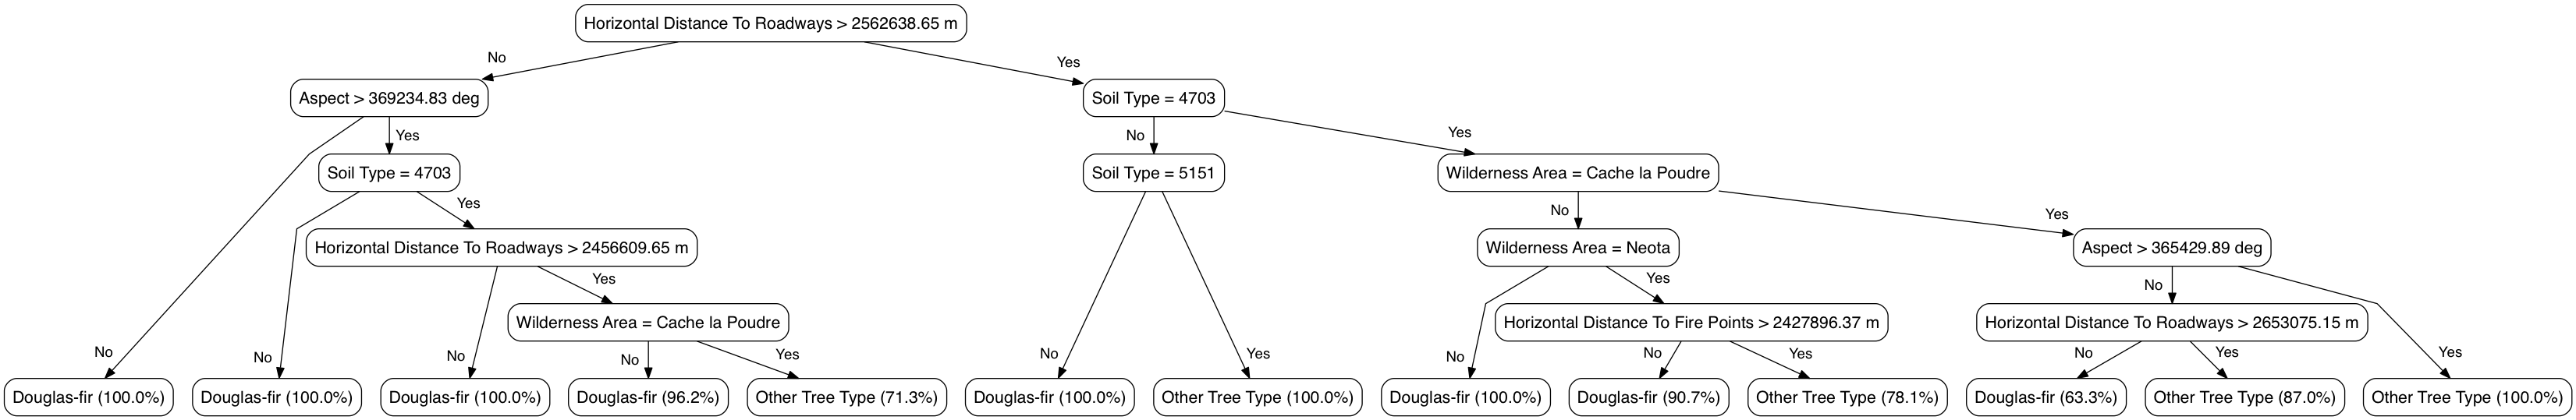 Horizontal Distance To Roadways > 2562638.65 m
No
Yes
Aspect > 369234.83 deg
Soil Type = 4703
Yes
No
Yes
Soil Type = 4703
Soil Type = 5151
Wilderness Area = Cache la Poudre
Yes
No
Yes
Horizontal Distance To Roadways > 2456609.65 m
Wilderness Area = Neota
Aspect > 365429.89 deg
Yes
Yes
No
Wilderness Area = Cache la Poudre
Horizontal Distance To Fire Points > 2427896.37 m
Horizontal Distance To Roadways > 2653075.15 m
No
No
No
No
Yes
No
Yes
No
No
Yes
No
Yes
Yes
Douglas-fir (100.0%)
Douglas-fir (100.0%)
Douglas-fir (100.0%)
Douglas-fir (96.2%)
Other Tree Type (71.3%)
Douglas-fir (100.0%)
Other Tree Type (100.0%)
Douglas-fir (100.0%)
Douglas-fir (90.7%)
Other Tree Type (78.1%)
Douglas-fir (63.3%)
Other Tree Type (87.0%)
Other Tree Type (100.0%)